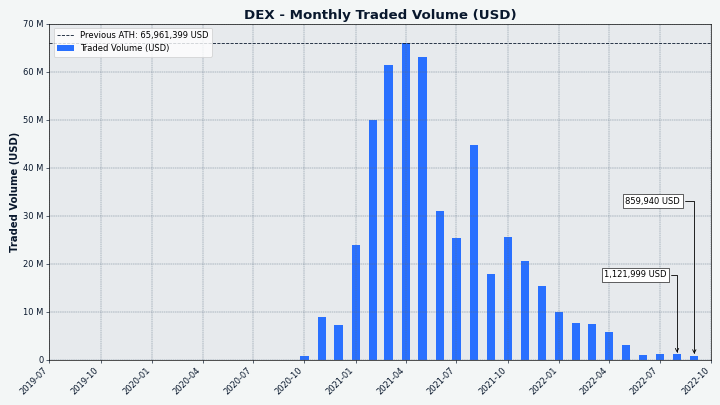 DEX - Monthly Traded Volume (USD)
Previous ATH: 65,961,399 USD
Traded Volume (USD)
Traded Volume (USD)
70 M
60 M
50 M
40 M
30 M
20 M
10 M
0
859,940 USD
1,121,999 USD
2019-07
2019-10
2020-01
2020-04
2020-07
2020-10
2021-01
2021-04
2021-07
2021-10
2022-01
2022-04
2022-07
2022-10